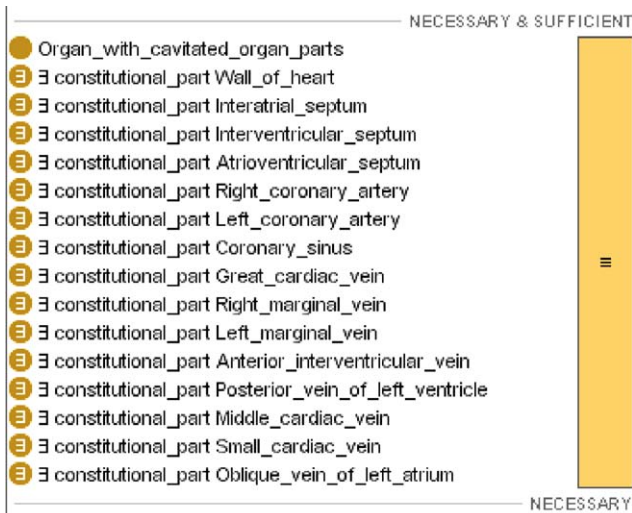 NECESSARY & SUFFICIENT
Organ_with_cavitated_organ_parts
∃ ∃ constitutional_part Wall_of_heart
∃ ∃ constitutional_part Interatrial_septum
∃ ∃ constitutional_part Interventricular_septum
∃ ∃ constitutional_part Atrioventricular_septum
∃ ∃ constitutional_part Right_coronary_artery
∃ ∃ constitutional_part Left_coronary_artery
∃ ∃ constitutional_part Coronary_sinus
∃ ∃ constitutional_part Great_cardiac_vein
∃ ∃ constitutional_part Right_marginal_vein
∃ ∃ constitutional_part Left_marginal_vein
∃ ∃ constitutional_part Anterior_interventricular_vein
∃ ∃ constitutional_part Posterior_vein_of_left_ventricle
∃ ∃ constitutional_part Middle_cardiac_vein
∃ ∃ constitutional_part Small_cardiac_vein
∃ ∃ constitutional_part Oblique_vein_of_left_atrium
≡
NECESSARY